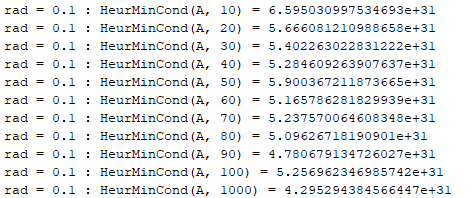 rad = 0.1 : HeurMinCond(A, 10) = 6.595030997534693e+31
rad = 0.1 : HeurMinCond(A, 20) = 5.666081210988658e+31
rad = 0.1 : HeurMinCond(A, 30) = 5.402263022831222e+31
rad = 0.1 : HeurMinCond(A, 40) = 5.284609263907637e+31
rad = 0.1 : HeurMinCond(A, 50) = 5.900367211873665e+31
rad = 0.1 : HeurMinCond(A, 60) = 5.165786281829939e+31
rad = 0.1 : HeurMinCond(A, 70) = 5.237570064608348e+31
rad = 0.1 : HeurMinCond(A, 80) = 5.09626718190901e+31
rad = 0.1 : HeurMinCond(A, 90) = 4.780679134726027e+31
rad = 0.1 : HeurMinCond(A, 100) = 5.256962346985742e+31
rad = 0.1 : HeurMinCond(A, 1000) = 4.295294384566447e+31